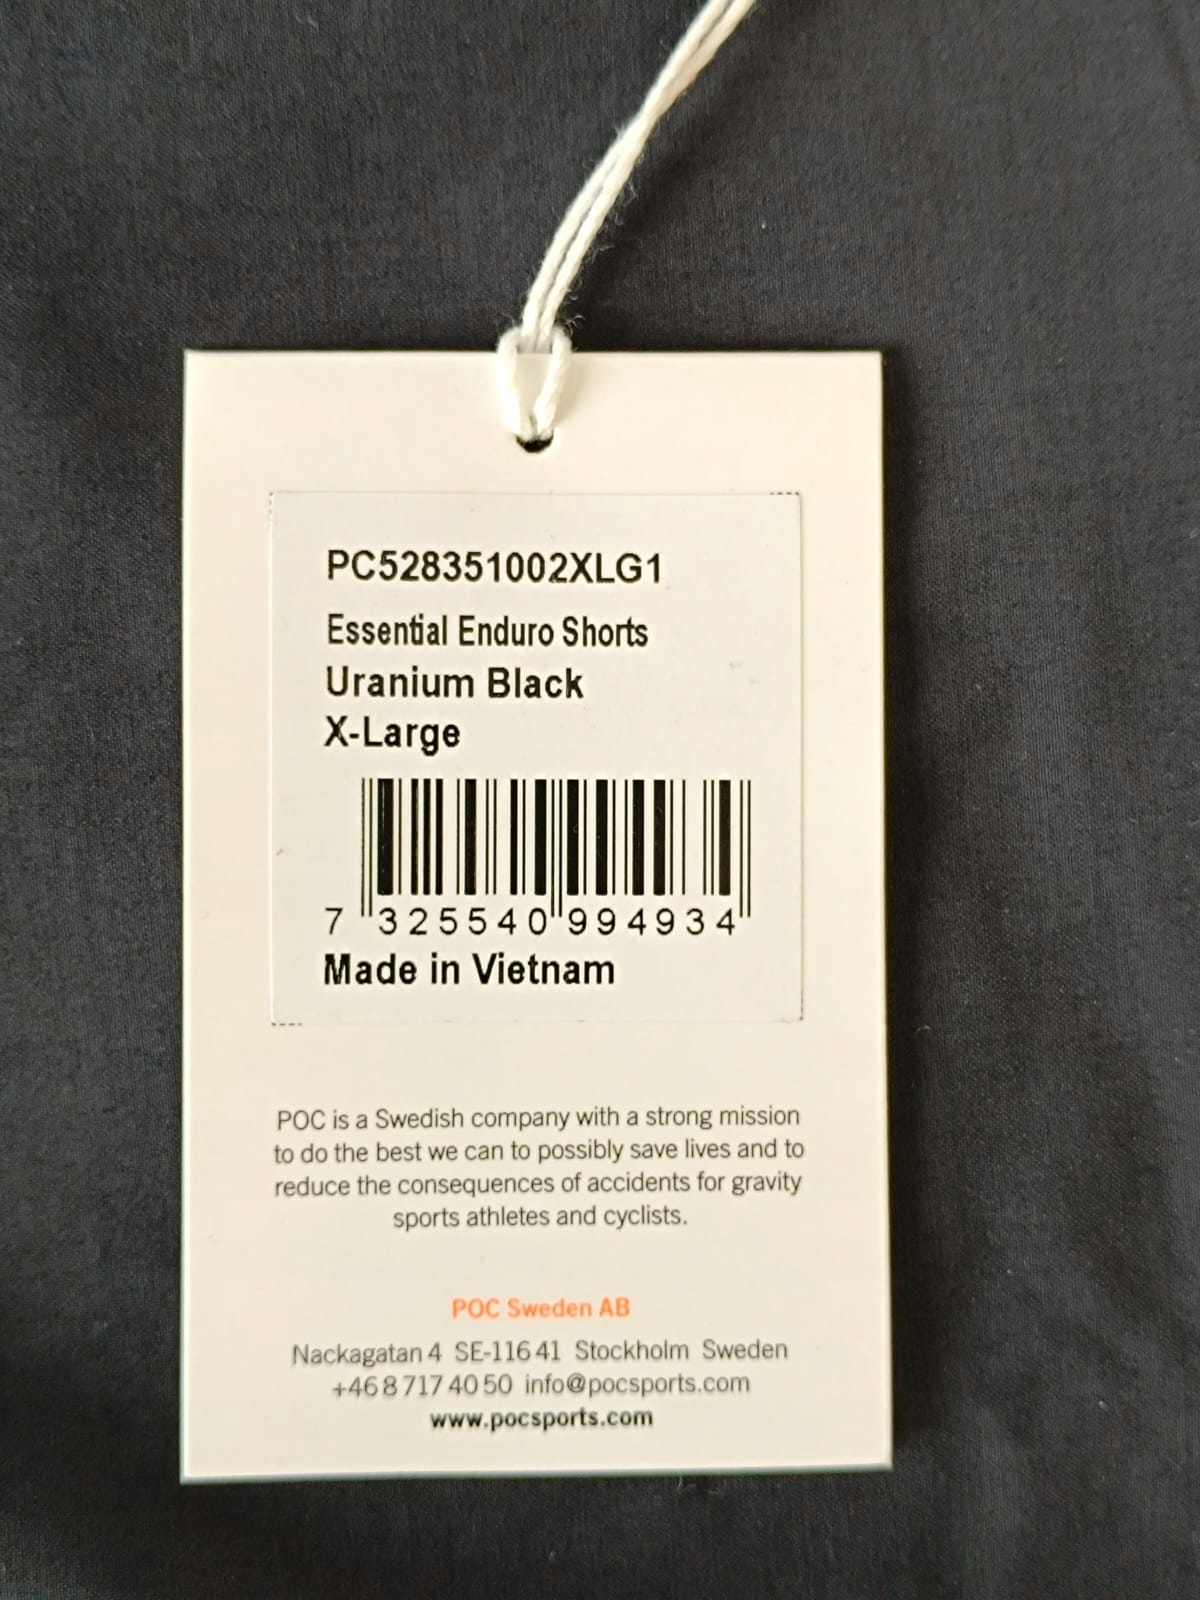 PC528351002XLG1
Essential Enduro Shorts
Uranium Black
X-Large
7 325540 994934
Made in Vietnam
POC is a Swedish company with a strong mission
to do the best we can to possibly save lives and to
reduce the consequences of accidents for gravity
sports athletes and cyclists.
POC Sweden AB
Nackagatan 4 SE-116 41 Stockholm Sweden
+46 8 717 40 50 info@pocsports.com
www.pocsports.com